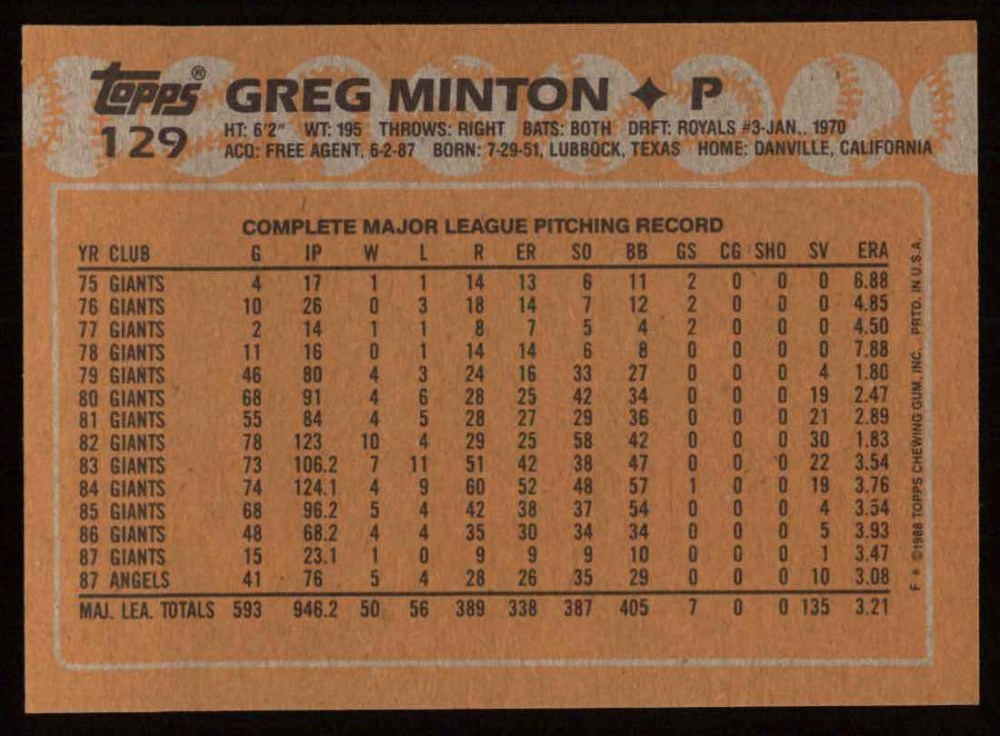 topps® GREG MINTON ✦ P
129 HT: 6'2" WT: 195 THROWS: RIGHT BATS: BOTH DRFT: ROYALS #3-JAN., 1970
ACQ: FREE AGENT, 6-2-87 BORN: 7-29-51, LUBBOCK, TEXAS HOME: DANVILLE, CALIFORNIA
COMPLETE MAJOR LEAGUE PITCHING RECORD
YR CLUB G IP W L R ER SO BB GS CG SHO SV ERA
75 GIANTS 4 17 1 1 14 13 6 11 2 0 0 0 6.88
76 GIANTS 10 26 0 3 18 14 7 12 2 0 0 0 4.85
77 GIANTS 2 14 1 1 8 7 5 4 2 0 0 0 4.50
78 GIANTS 11 16 0 1 14 14 6 8 0 0 0 0 7.88
79 GIANTS 46 80 4 3 24 16 33 27 0 0 0 4 1.80
80 GIANTS 68 91 4 6 28 25 42 34 0 0 0 19 2.47
81 GIANTS 55 84 4 5 28 27 29 36 0 0 0 21 2.89
82 GIANTS 78 123 10 4 29 25 58 42 0 0 0 30 1.83
83 GIANTS 73 106.2 7 11 51 42 38 47 0 0 0 22 3.54
84 GIANTS 74 124.1 4 9 60 52 48 57 1 0 0 19 3.76
85 GIANTS 68 96.2 5 4 42 38 37 54 0 0 0 4 3.54
86 GIANTS 48 68.2 4 4 35 30 34 34 0 0 0 5 3.93
87 GIANTS 15 23.1 1 0 9 9 9 10 0 0 0 1 3.47
87 ANGELS 41 76 5 4 28 26 35 29 0 0 0 10 3.08
MAJ. LEA. TOTALS 593 946.2 50 56 389 338 387 405 7 0 0 135 3.21
F * ©1988 TOPPS CHEWING GUM, INC. PRTD. IN U.S.A.